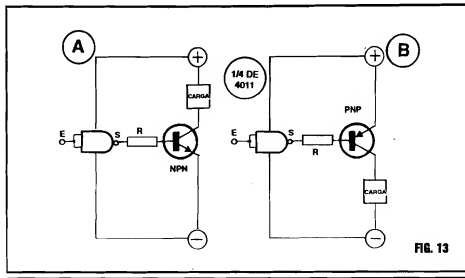 A
+
CARGA
E
S
R
NPN
−
1/4 DE
4011
B
+
PNP
E
S
R
CARGA
−
FIG. 13